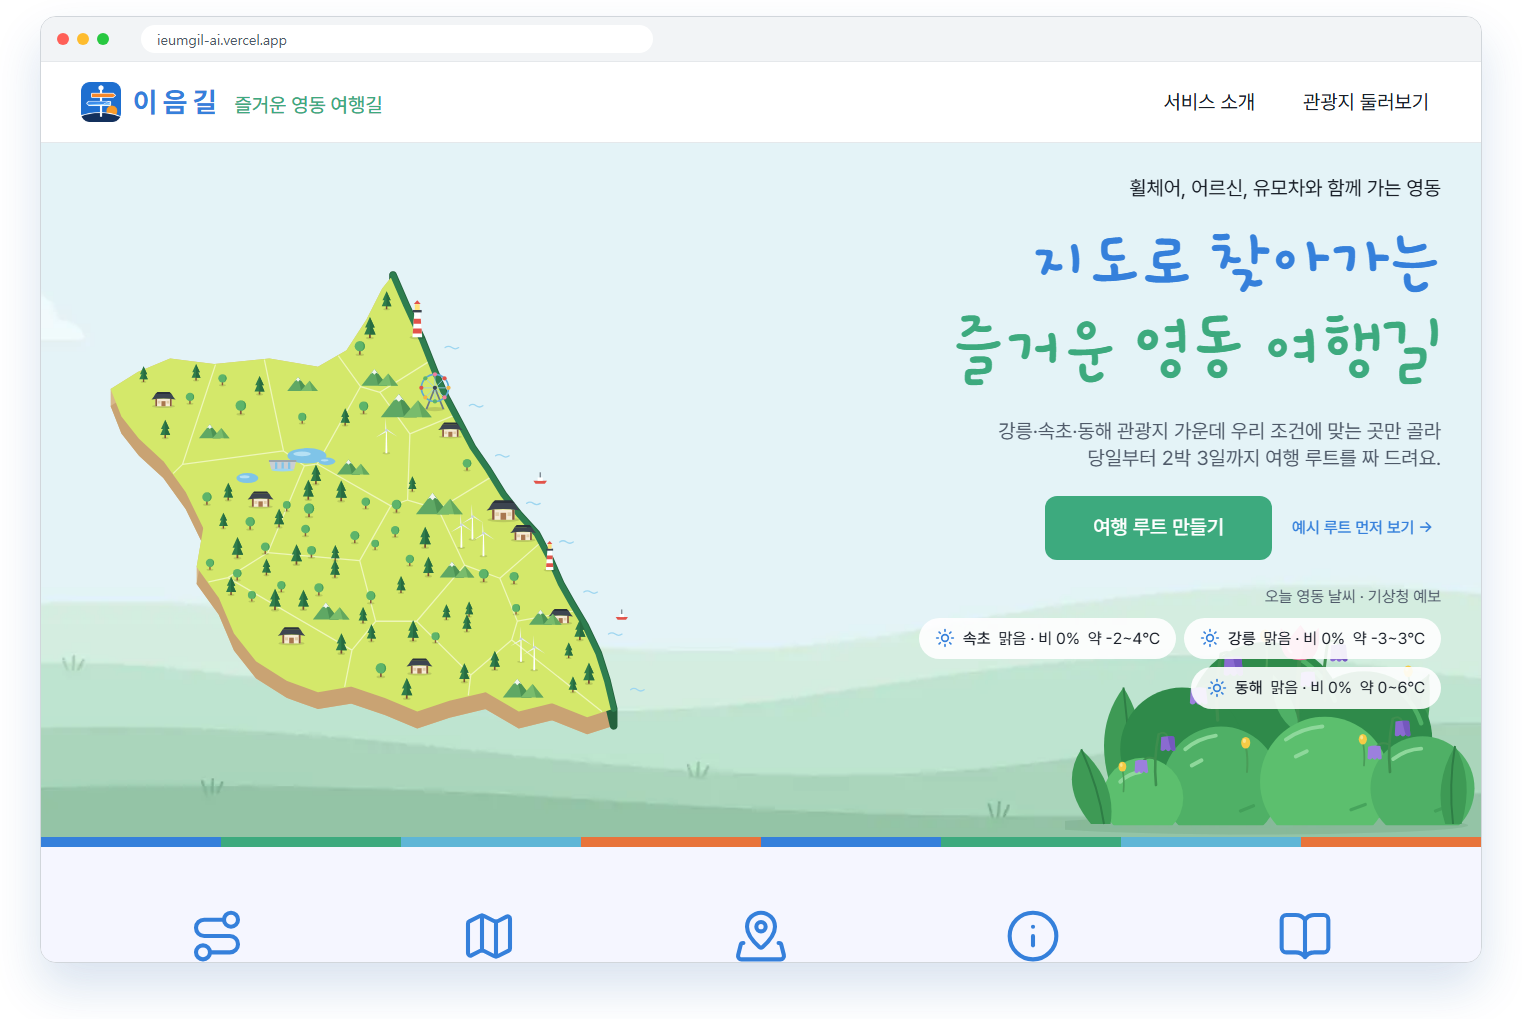 ieumgil-ai.vercel.app
이음길 즐거운 영동 여행길
서비스 소개 관광지 둘러보기
휠체어, 어르신, 유모차와 함께 가는 영동
지도로 찾아가는
즐거운 영동 여행길
강릉·속초·동해 관광지 가운데 우리 조건에 맞는 곳만 골라
당일부터 2박 3일까지 여행 루트를 짜 드려요.
여행 루트 만들기 예시 루트 먼저 보기 →
오늘 영동 날씨 · 기상청 예보
속초 맑음 · 비 0% 약 -2~4°C 강릉 맑음 · 비 0% 약 -3~3°C
동해 맑음 · 비 0% 약 0~6°C